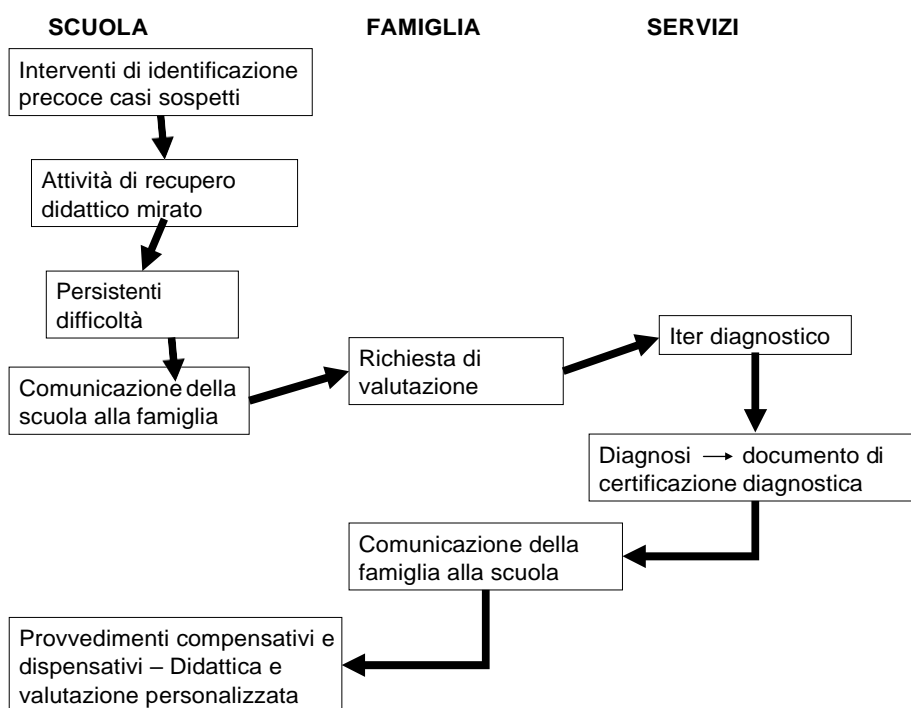 SCUOLA
FAMIGLIA
SERVIZI
Interventi di identificazione
precoce casi sospetti
Attività di recupero
didattico mirato
Persistenti
difficoltà
Comunicazione della
scuola alla famiglia
Richiesta di
valutazione
Iter diagnostico
Diagnosi → documento di
certificazione diagnostica
Comunicazione della
famiglia alla scuola
Provvedimenti compensativi e
dispensativi – Didattica e
valutazione personalizzata